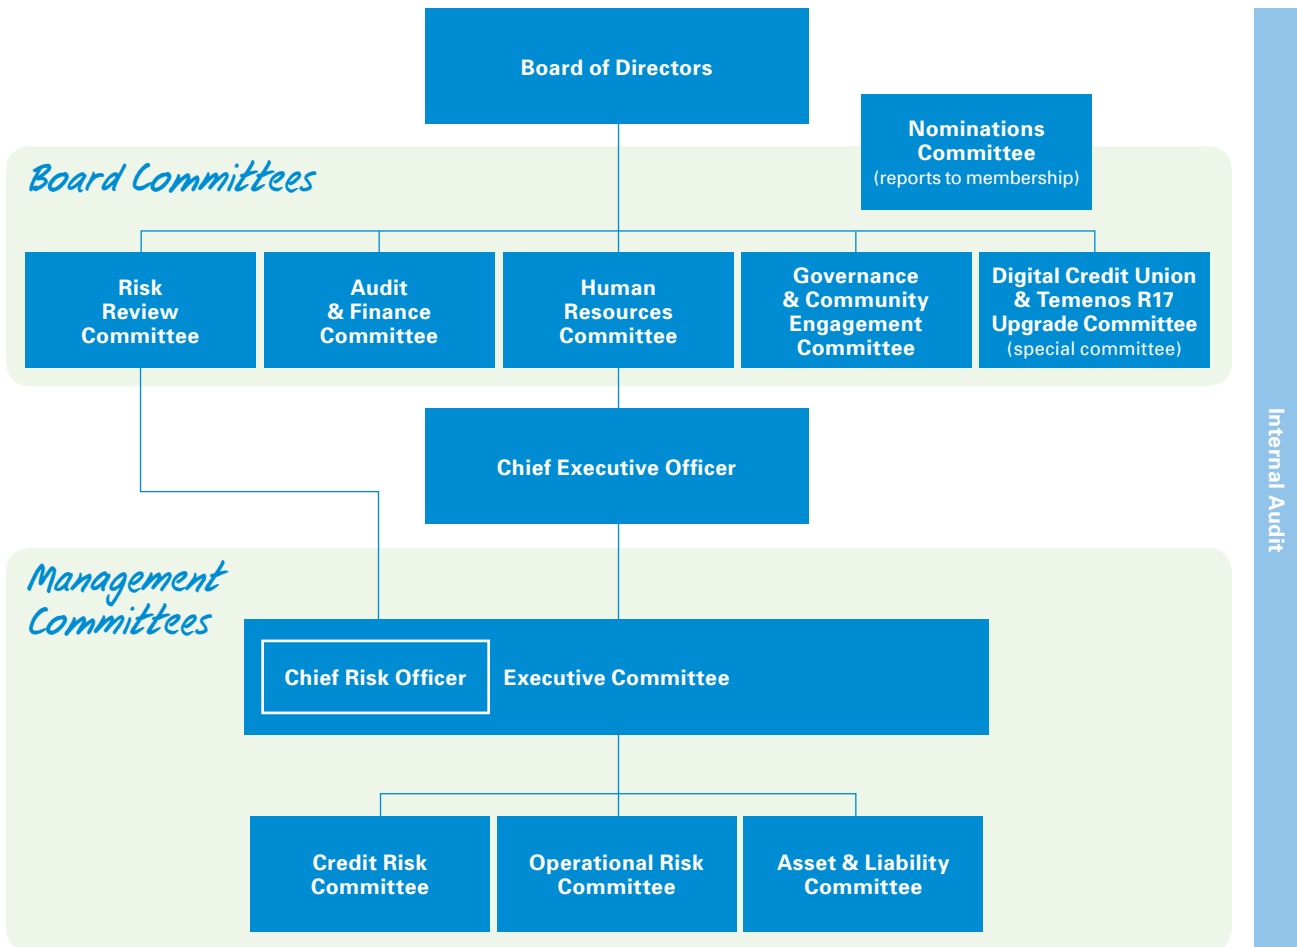 Board of Directors
Nominations
Committee
(reports to membership)
Board Committees
Risk
Review
Committee
Audit
& Finance
Committee
Human
Resources
Committee
Governance
& Community
Engagement
Committee
Digital Credit Union
& Temenos R17
Upgrade Committee
(special committee)
Chief Executive Officer
Internal Audit
Management
Committees
Chief Risk Officer
Executive Committee
Credit Risk
Committee
Operational Risk
Committee
Asset & Liability
Committee